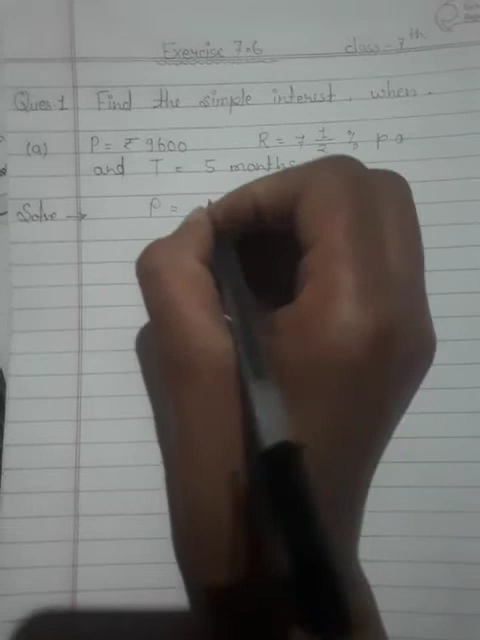 Exercise 7.6 class - 7th
Ques.1 Find the simple interest, when.
(a) P = ₹ 9600 R = 7 1/2 % p a
and T = 5 months
Solve → P =